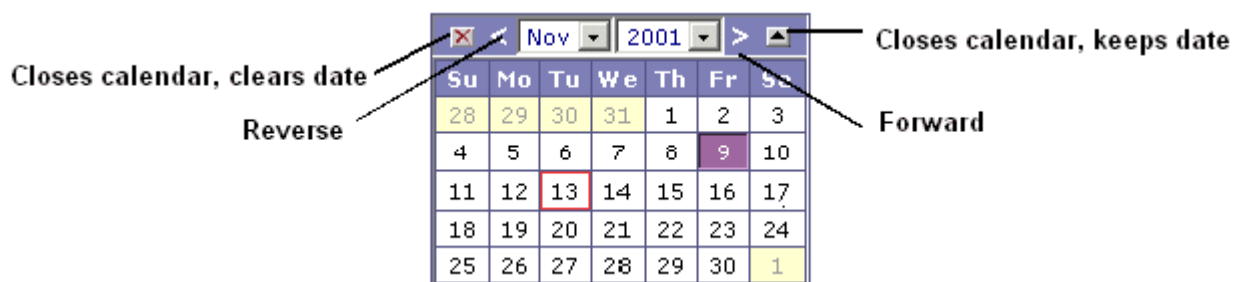 < Nov 2001 >
Closes calendar, keeps date
Closes calendar, clears date
Su Mo Tu We Th Fr Sa
Reverse
28 29 30 31 1 2 3
Forward
4 5 6 7 8 9 10
11 12 13 14 15 16 17
18 19 20 21 22 23 24
25 26 27 28 29 30 1